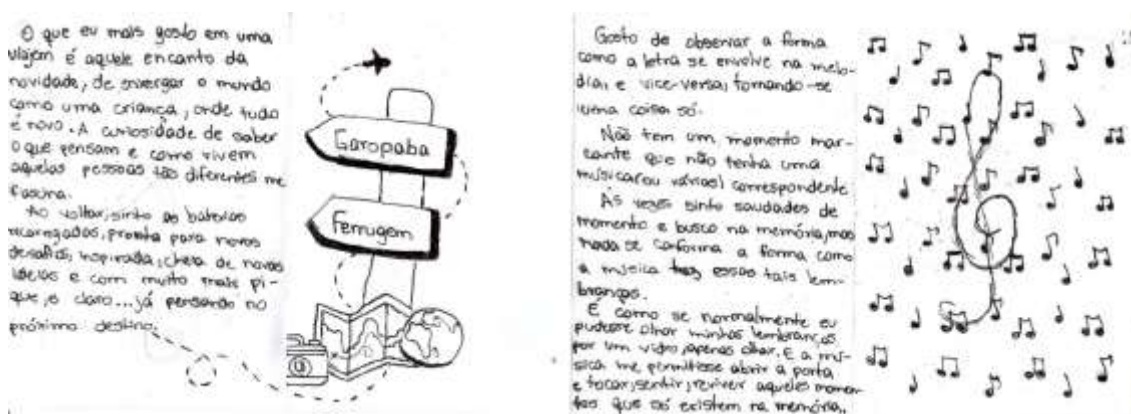 O que eu mais gosto em uma
viajem é aquele encanto da
novidade, de enxergar o mundo
como uma criança, onde tudo
é novo. A curiosidade de saber
o que pensam e como vivem
aquelas pessoas tão diferentes me
fascina.
Ao voltar, sinto as baterias
recarregadas, pronta para novos
desafios, inspirada, cheia de novas
ideias e com muito mais pi-
que, e claro... já pensando no
próximo destino.
Garopaba
Ferrugem
Gosto de observar a forma
como a letra se envolve na melo-
dia, e vice-versa, tornando-se
uma coisa só.
Não tem um momento mar-
cante que não tenha uma
música (ou várias) correspondente
Às vezes sinto saudades de
momento e busco na memória, mas
nada se conforma a forma como
a música traz essas tais lem-
branças.
É como se normalmente eu
pudesse olhar minhas lembranças
por um vidro, apenas olhar. E a mú-
sica me permitisse abrir a porta
e tocar, sentir, reviver aqueles momen-
tos que só existem na memória.